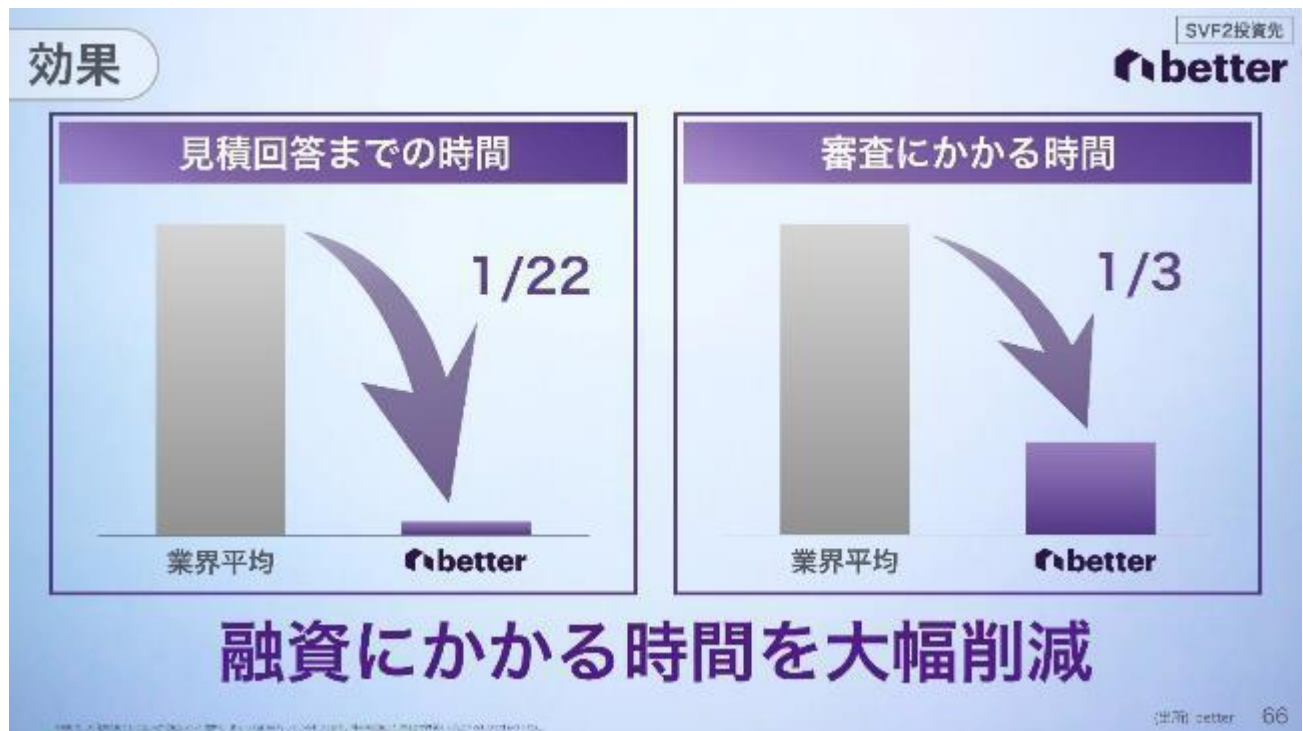 効果
SVF2投資先
better
見積回答までの時間
1/22
業界平均
better
審査にかかる時間
1/3
業界平均
better
融資にかかる時間を大幅削減
(出所) better
66